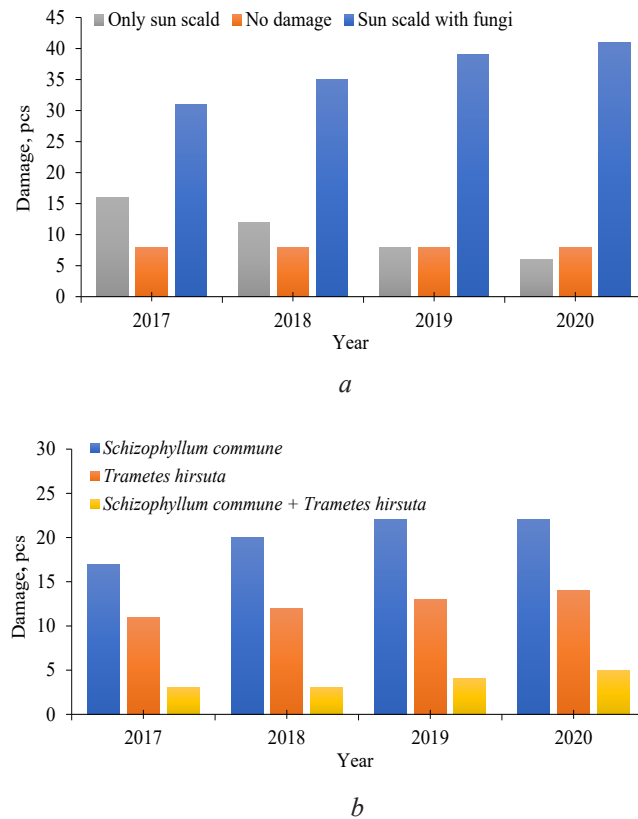 Only sun scald No damage Sun scald with fungi
45
40
35
30
25
20
15
10
5
0
Damage, pcs
2017 2018 2019 2020
Year
a
Schizophyllum commune
Trametes hirsuta
Schizophyllum commune + Trametes hirsuta
30
25
20
15
10
5
0
Damage, pcs
2017 2018 2019 2020
Year
b